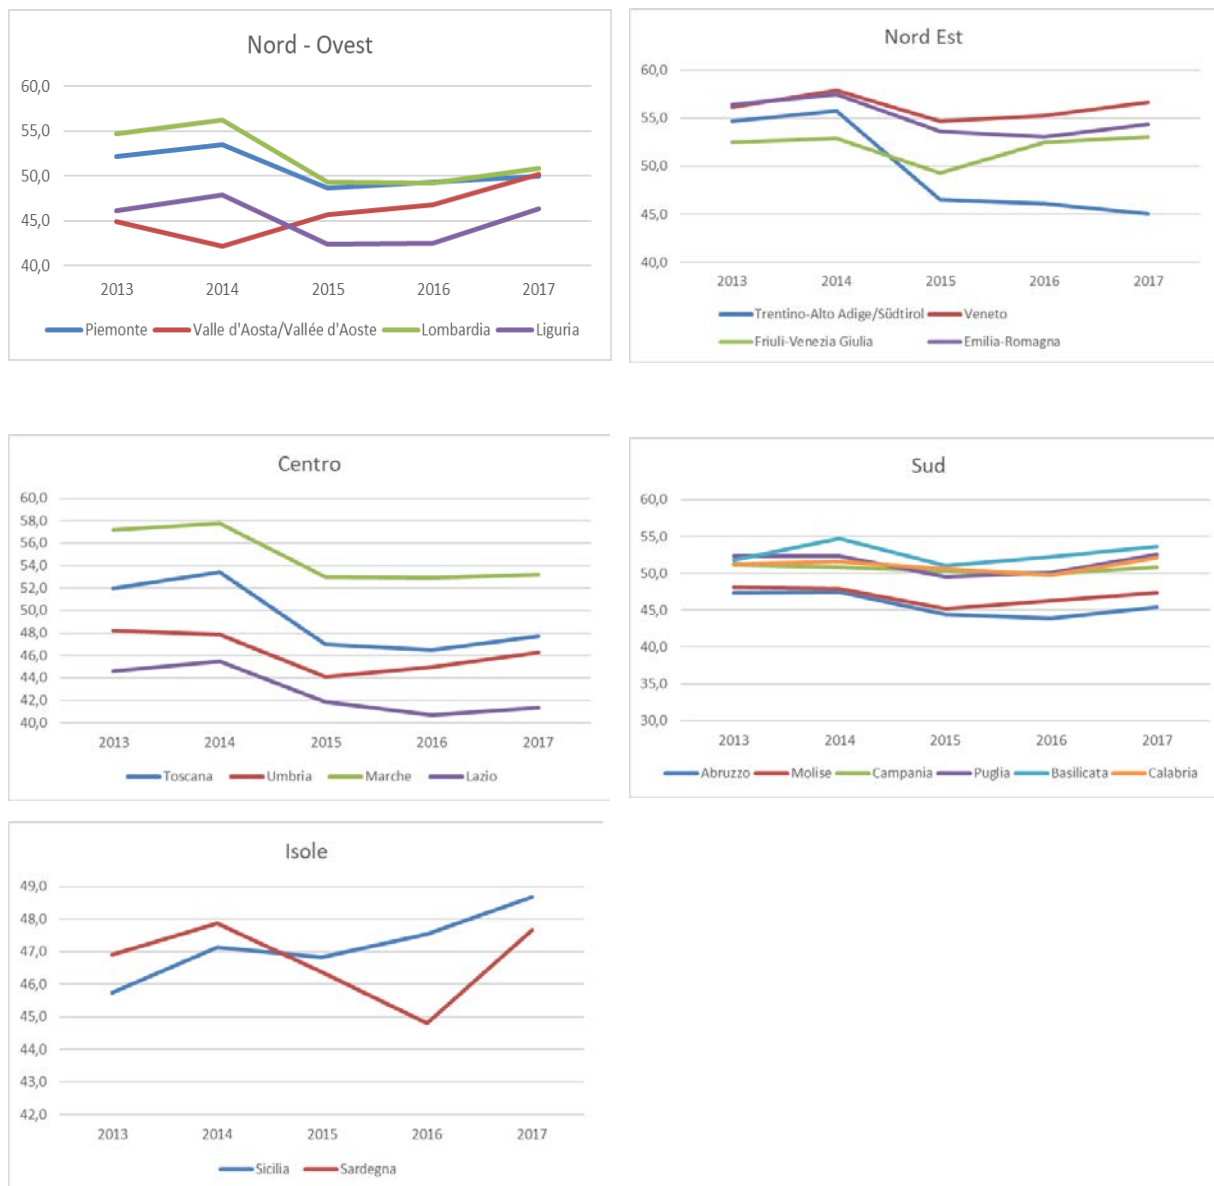 Nord - Ovest
60,0
55,0
50,0
45,0
40,0
2013 2014 2015 2016 2017
Piemonte Valle d'Aosta/Vallée d'Aoste Lombardia Liguria
Nord Est
60,0
55,0
50,0
45,0
40,0
2013 2014 2015 2016 2017
Trentino-Alto Adige/Südtirol Veneto
Friuli-Venezia Giulia Emilia-Romagna
Centro
60,0
58,0
56,0
54,0
52,0
50,0
48,0
46,0
44,0
42,0
40,0
2013 2014 2015 2016 2017
Toscana Umbria Marche Lazio
Sud
60,0
55,0
50,0
45,0
40,0
35,0
30,0
2013 2014 2015 2016 2017
Abruzzo Molise Campania Puglia Basilicata Calabria
Isole
49,0
48,0
47,0
46,0
45,0
44,0
43,0
42,0
2013 2014 2015 2016 2017
Sicilia Sardegna